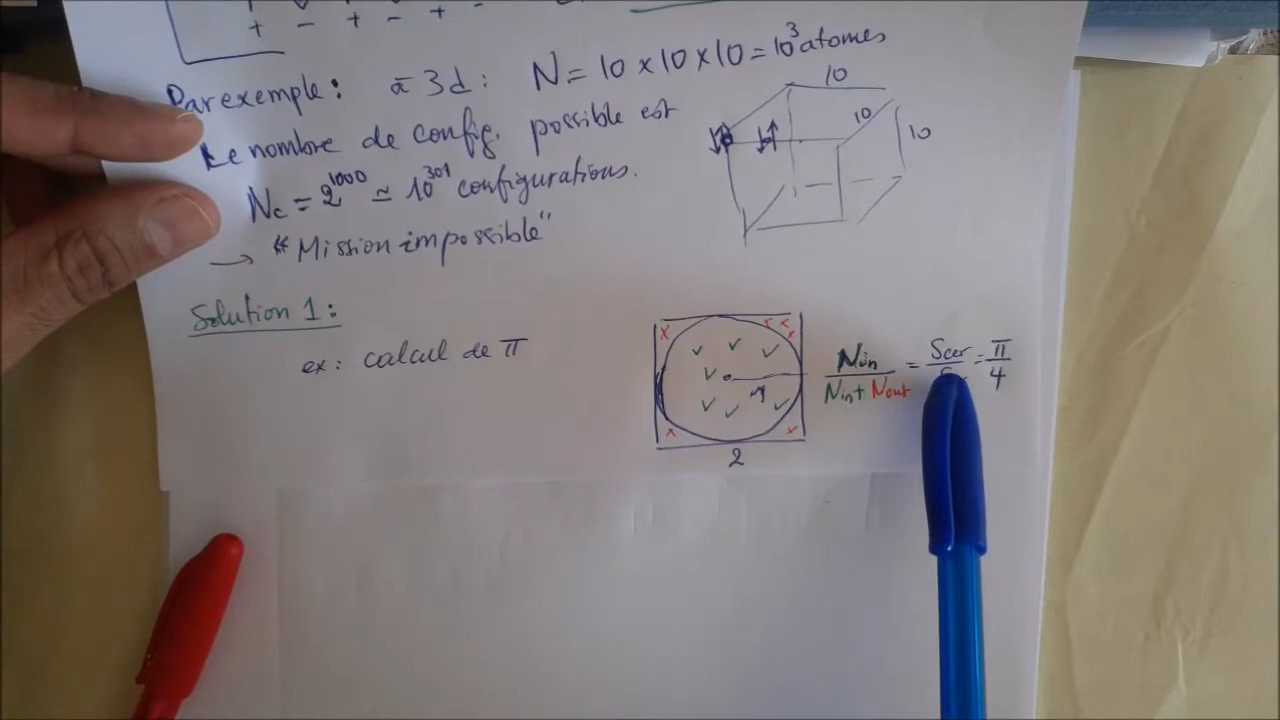 + - + - + -
Par exemple : à 3d : N = 10 x 10 x 10 = 10³ atomes
Le nombre de config. possible est
N_c = 2¹⁰⁰⁰ ≃ 10³⁰¹ configurations.
→ "Mission impossible"
10
10
10
Solution 1 :
ex : calcul de π
Nin / Nin + Nout = Scer / = π / 4
2